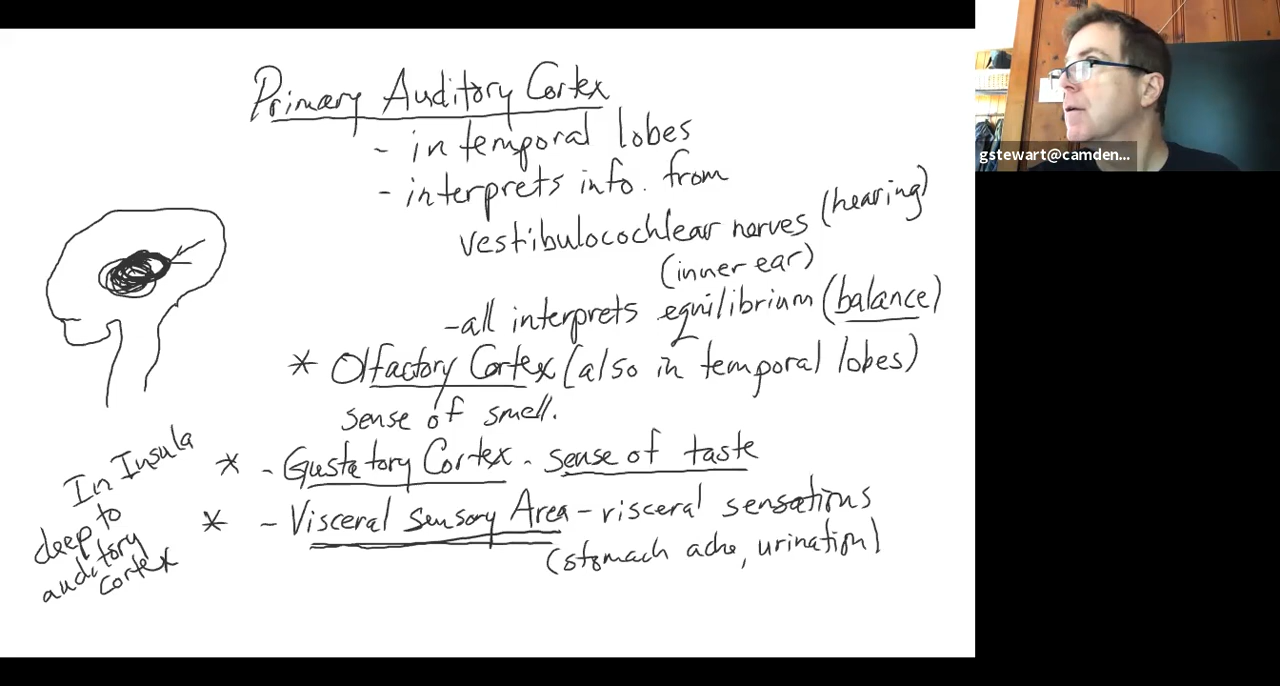 Primary Auditory Cortex
- in temporal lobes
- interprets info. from
vestibulocochlear nerves (hearing)
(inner ear)
- all interprets equilibrium (balance)
* Olfactory Cortex (also in temporal lobes)
sense of smell.
* - Gustatory Cortex - sense of taste
* - Visceral sensory Area - visceral sensations
(stomach ache, urination)
In Insula
deep to
auditory
cortex
gstewart@camden...